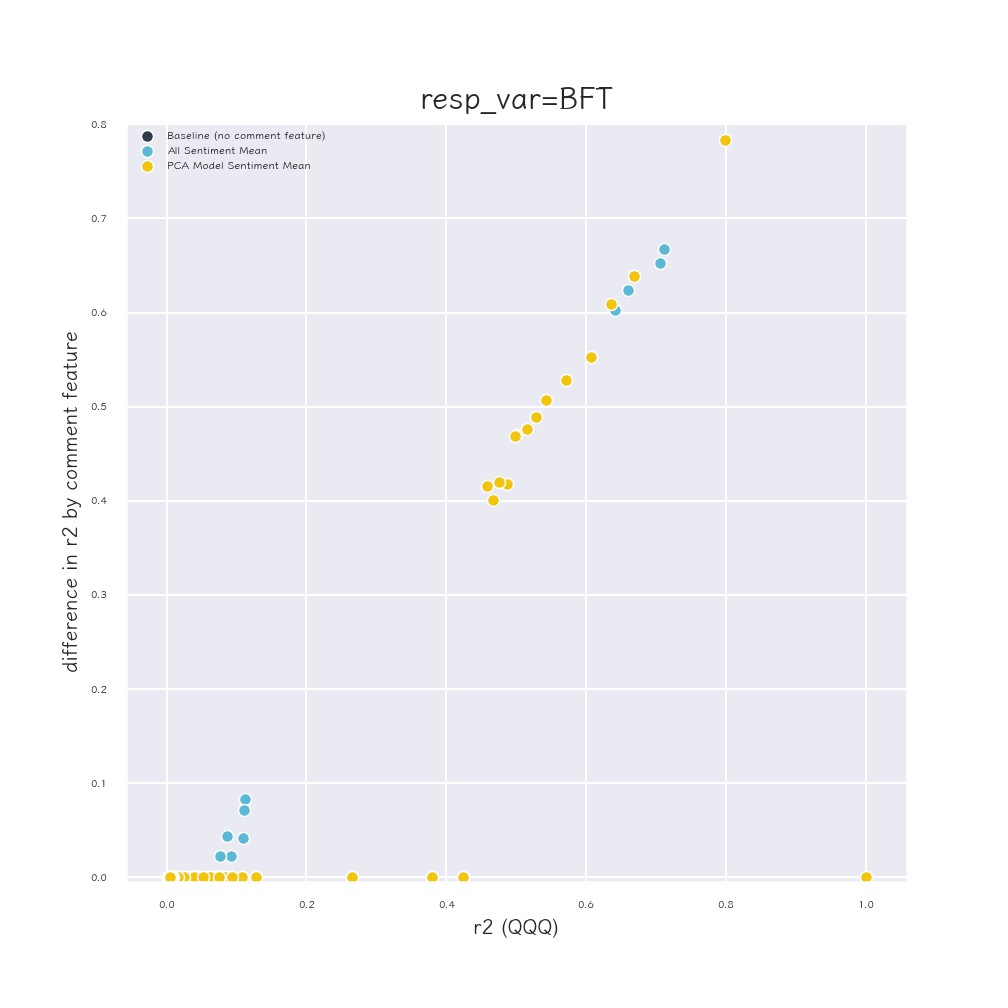 resp_var=BFT
Baseline (no comment feature)
All Sentiment Mean
PCA Model Sentiment Mean
difference in r2 by comment feature
0.8
0.7
0.6
0.5
0.4
0.3
0.2
0.1
0.0
0.0 0.2 0.4 0.6 0.8 1.0
r2 (QQQ)